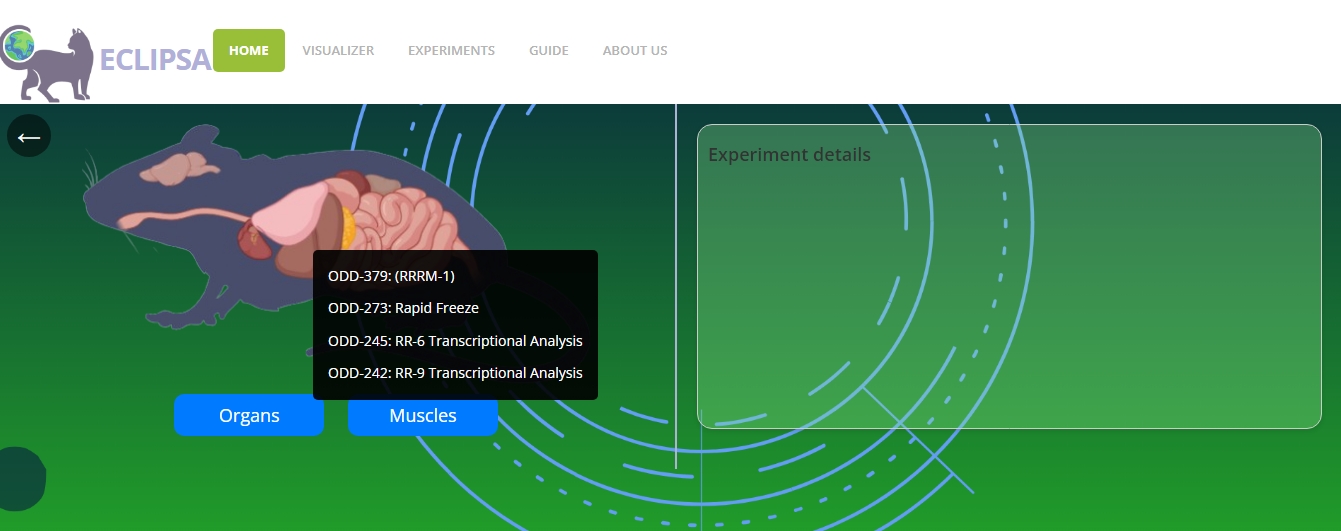 ECLIPSA
HOME
VISUALIZER
EXPERIMENTS
GUIDE
ABOUT US
←
Experiment details
ODD-379: (RRRM-1)
ODD-273: Rapid Freeze
ODD-245: RR-6 Transcriptional Analysis
ODD-242: RR-9 Transcriptional Analysis
Organs
Muscles